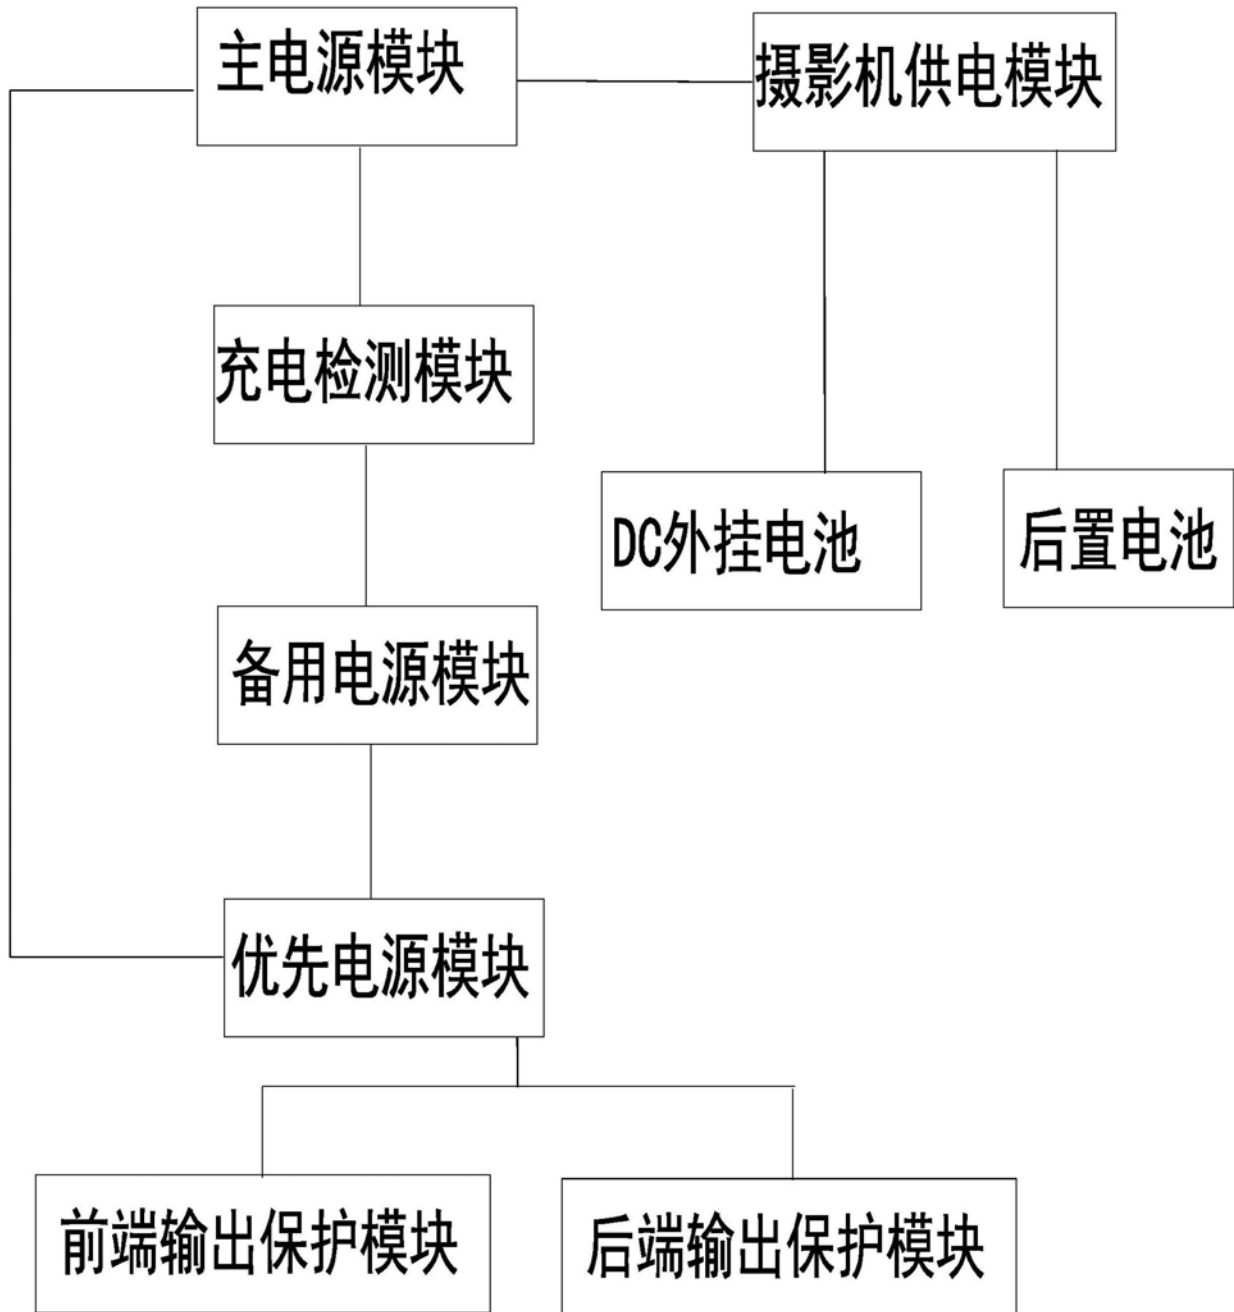 主电源模块
摄影机供电模块
充电检测模块
DC外挂电池
后置电池
备用电源模块
优先电源模块
前端输出保护模块
后端输出保护模块